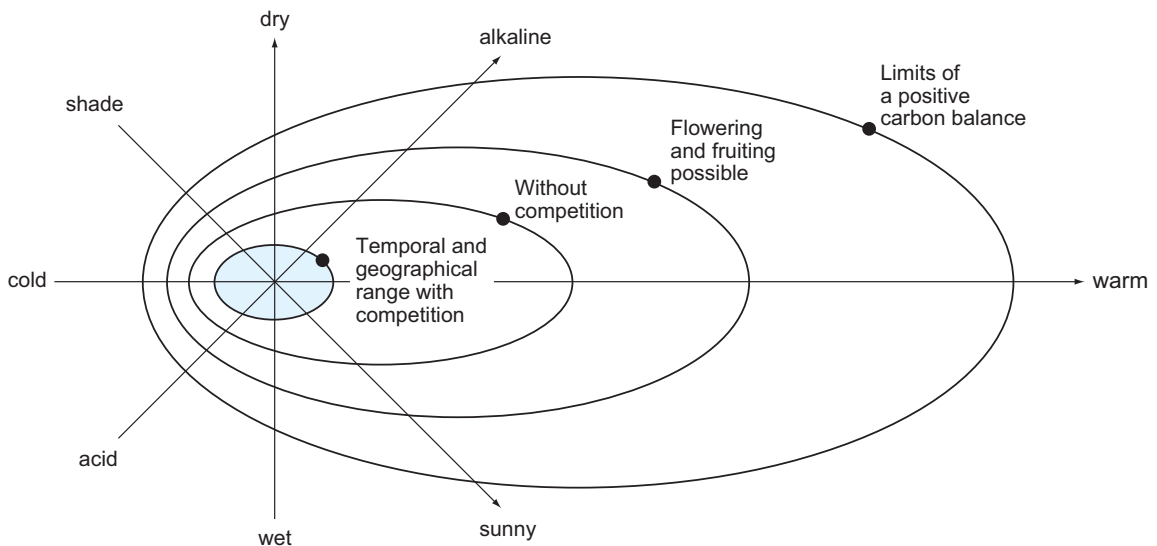 dry
alkaline
shade
Limits of
a positive
carbon balance
Flowering
and fruiting
possible
Without
competition
Temporal and
geographical
range with
competition
cold
warm
acid
wet
sunny